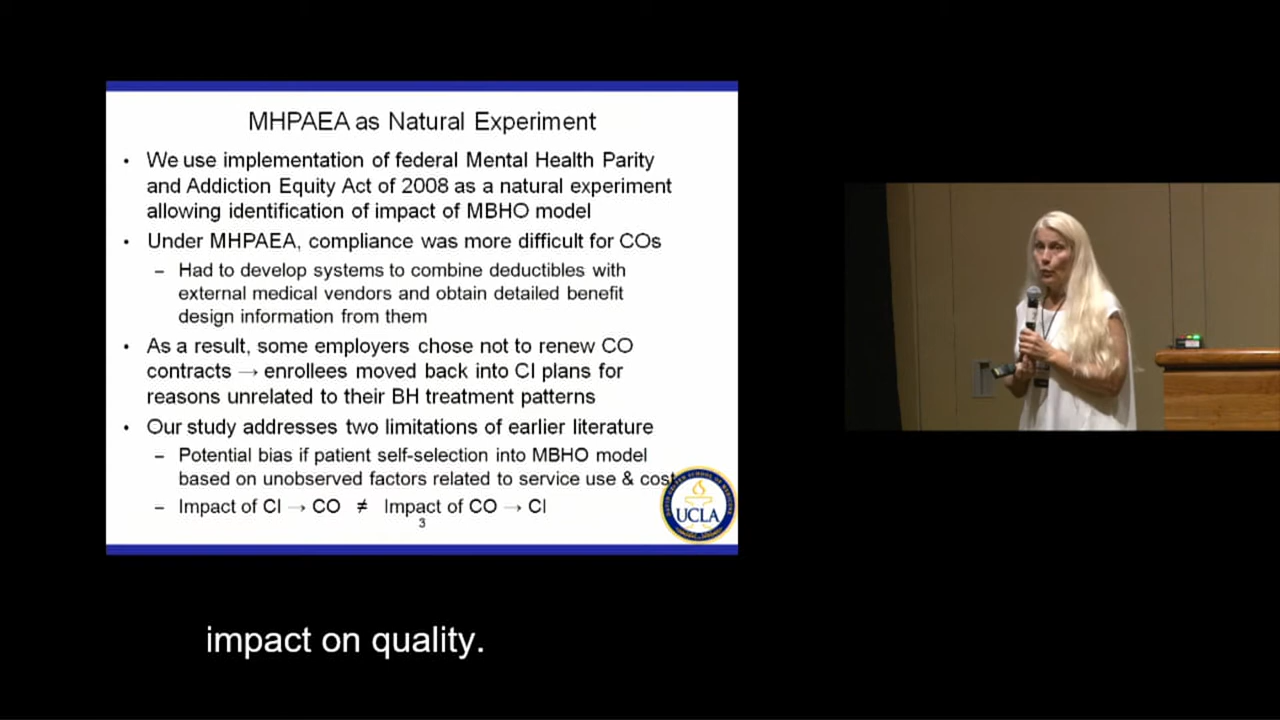 MHPAEA as Natural Experiment
• We use implementation of federal Mental Health Parity
and Addiction Equity Act of 2008 as a natural experiment
allowing identification of impact of MBHO model
• Under MHPAEA, compliance was more difficult for COs
– Had to develop systems to combine deductibles with
external medical vendors and obtain detailed benefit
design information from them
• As a result, some employers chose not to renew CO
contracts → enrollees moved back into CI plans for
reasons unrelated to their BH treatment patterns
• Our study addresses two limitations of earlier literature
– Potential bias if patient self-selection into MBHO model
based on unobserved factors related to service use & cost
– Impact of CI → CO ≠ Impact of CO → CI
3
UCLA
impact on quality.